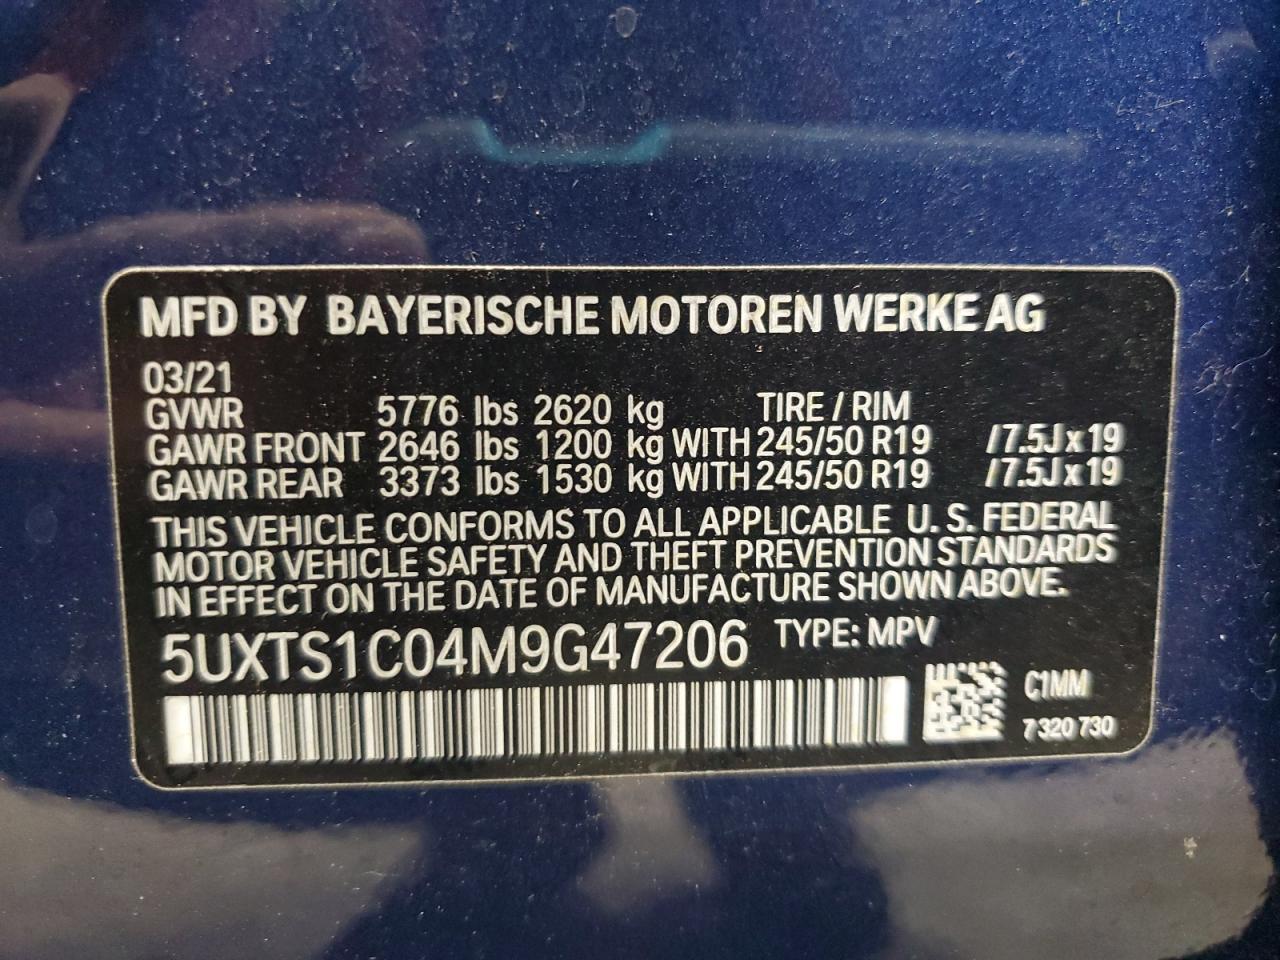 MFD BY BAYERISCHE MOTOREN WERKE AG
03/21
GVWR 5776 lbs 2620 kg TIRE / RIM
GAWR FRONT 2646 lbs 1200 kg WITH 245/50 R19 /7.5J x 19
GAWR REAR 3373 lbs 1530 kg WITH 245/50 R19 /7.5J x 19
THIS VEHICLE CONFORMS TO ALL APPLICABLE U. S. FEDERAL
MOTOR VEHICLE SAFETY AND THEFT PREVENTION STANDARDS
IN EFFECT ON THE DATE OF MANUFACTURE SHOWN ABOVE.
5UXTS1C04M9G47206 TYPE: MPV
C1MM
7 320 730